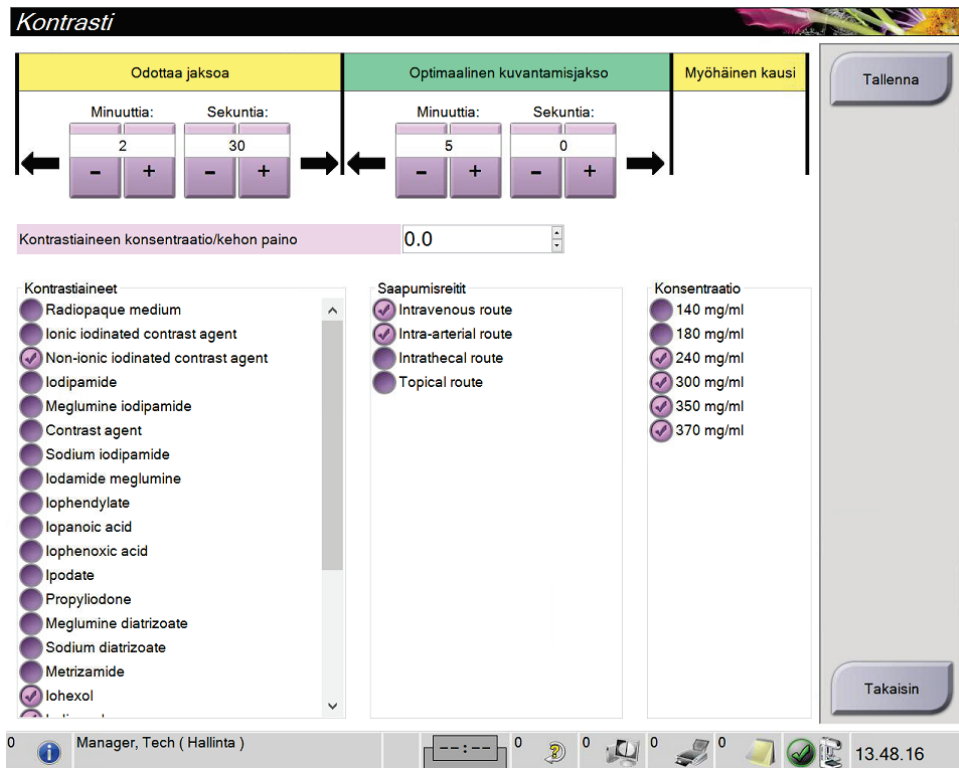 Kontrasti
Odottaa jaksoa
Optimaalinen kuvantamisjakso
Myöhäinen kausi
Tallenna
Minuuttia:
Sekuntia:
Minuuttia:
Sekuntia:
2
30
5
0
- + - +
- + - +
Kontrastiaineen konsentraatio/kehon paino
0.0
Kontrastiaineet
Radiopaque medium
Ionic iodinated contrast agent
Non-ionic iodinated contrast agent
Iodipamide
Meglumine iodipamide
Contrast agent
Sodium iodipamide
Iodamide meglumine
Iophendylate
Iopanoic acid
Iophenoxic acid
Ipodate
Propyliodone
Meglumine diatrizoate
Sodium diatrizoate
Metrizamide
Iohexol
Saapumisreitit
Intravenous route
Intra-arterial route
Intrathecal route
Topical route
Konsentraatio
140 mg/ml
180 mg/ml
240 mg/ml
300 mg/ml
350 mg/ml
370 mg/ml
Takaisin
0
Manager, Tech ( Hallinta )
--:--
0
0
0
0
13.48.16